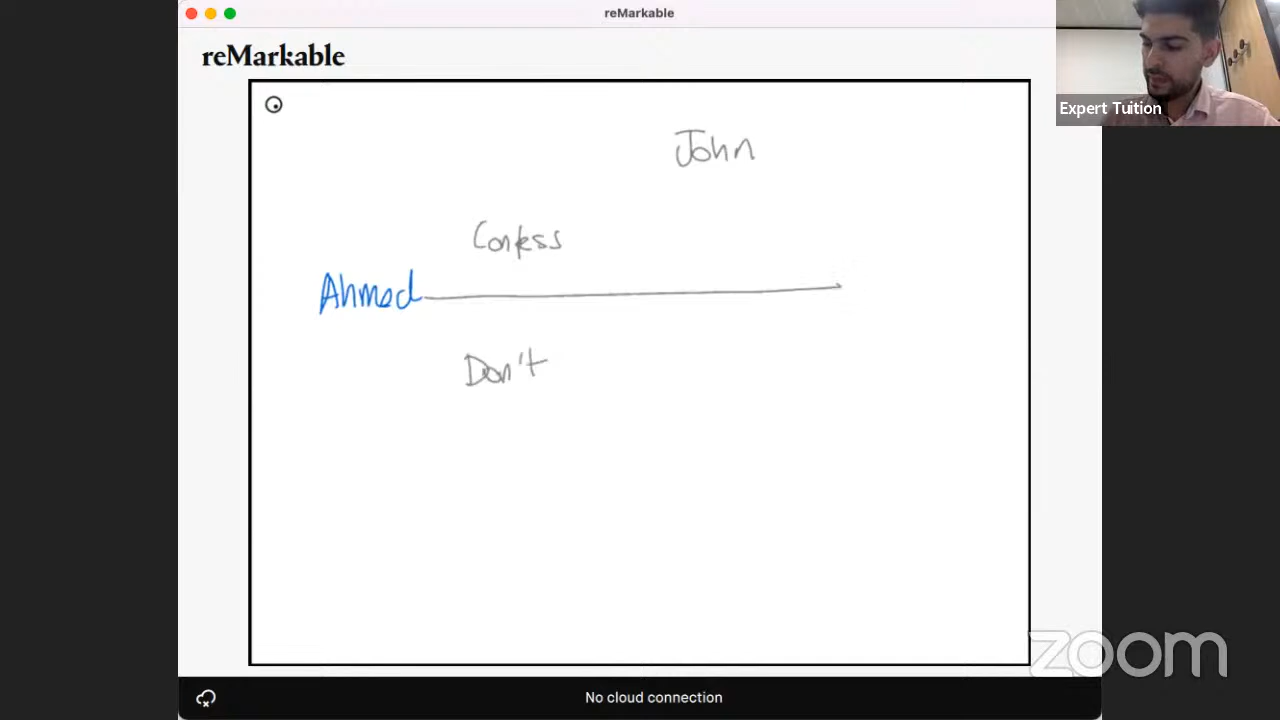 reMarkable
reMarkable
Expert Tuition
John
Confess
Ahmed
Don't
zoom
No cloud connection